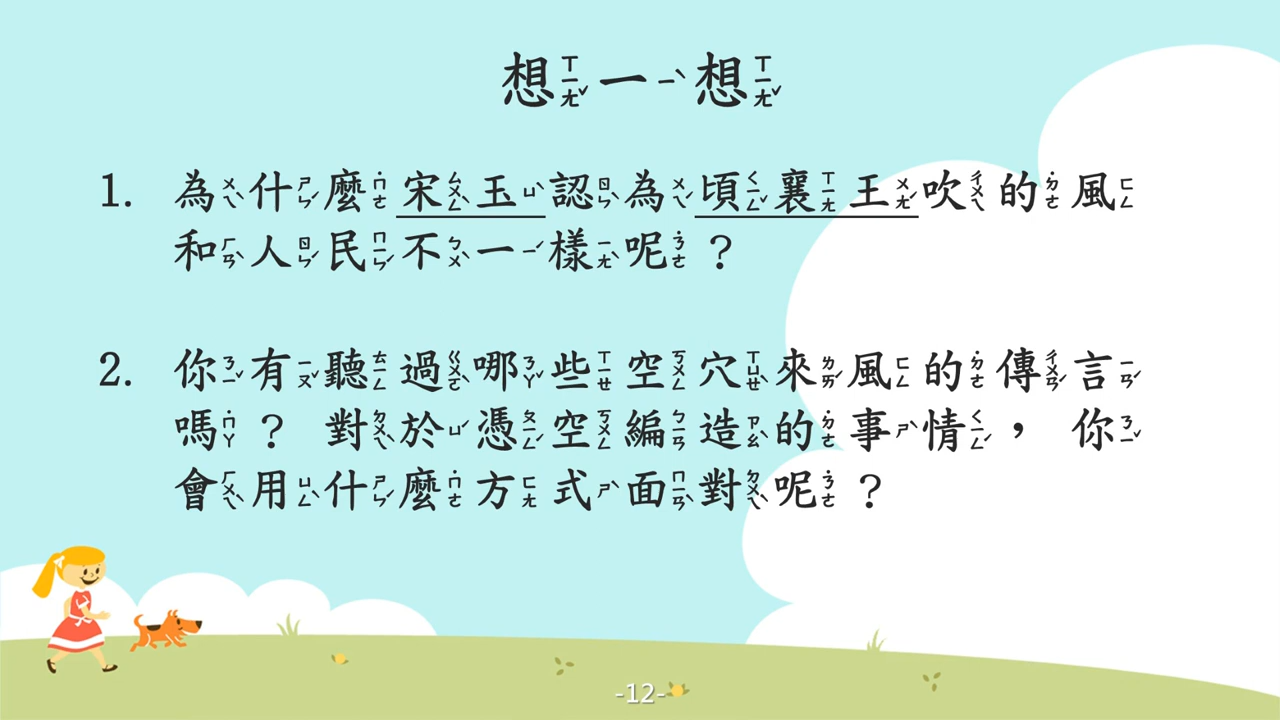 想一想
1. 為什麼宋玉認為頃襄王吹的風
和人民不一樣呢？
2. 你有聽過哪些空穴來風的傳言
嗎？對於憑空編造的事情，你
會用什麼方式面對呢？
-12-